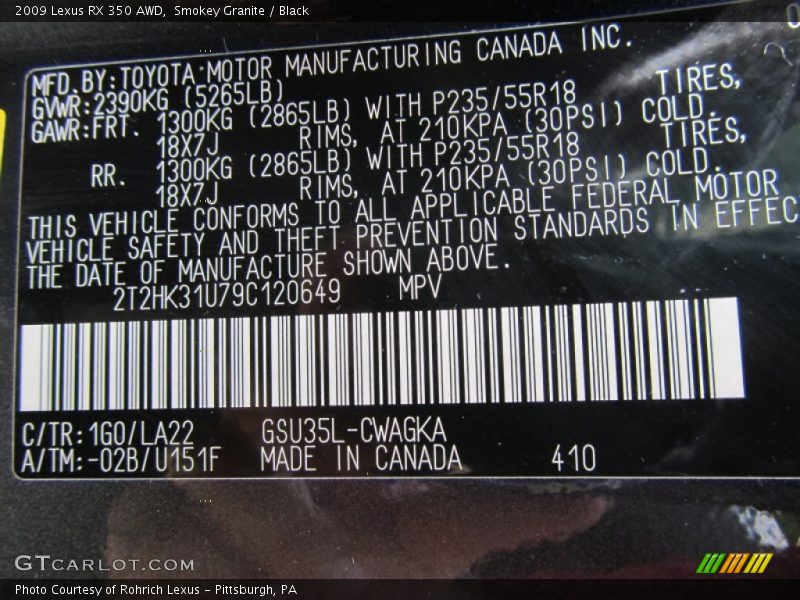 2009 Lexus RX 350 AWD, Smokey Granite / Black
MFD.BY:TOYOTA MOTOR MANUFACTURING CANADA INC.
GVWR:2390KG (5265LB)
GAWR:FRT. 1300KG (2865LB) WITH P235/55R18 TIRES,
18X7J RIMS, AT 210KPA (30PSI) COLD.
RR. 1300KG (2865LB) WITH P235/55R18 TIRES,
18X7J RIMS, AT 210KPA (30PSI) COLD.
THIS VEHICLE CONFORMS TO ALL APPLICABLE FEDERAL MOTOR
VEHICLE SAFETY AND THEFT PREVENTION STANDARDS IN EFFEC
THE DATE OF MANUFACTURE SHOWN ABOVE.
2T2HK31U79C120649 MPV
C/TR:1G0/LA22 GSU35L-CWAGKA
A/TM:-02B/U151F MADE IN CANADA 410
GTCARLOT.COM
Photo Courtesy of Rohrich Lexus - Pittsburgh, PA